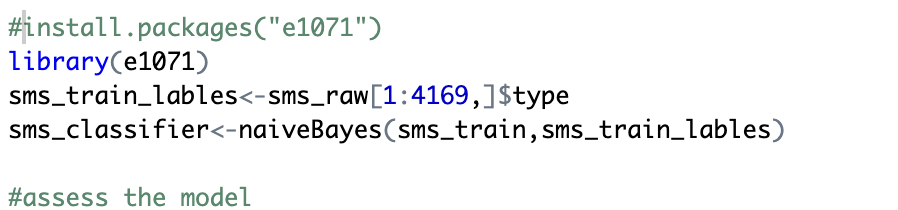 #install.packages("e1071")
library(e1071)
sms_train_lables<-sms_raw[1:4169,]$type
sms_classifier<-naiveBayes(sms_train,sms_train_lables)
#assess the model